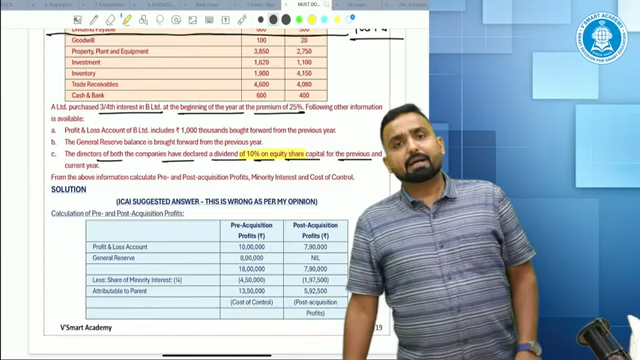 V'SMART ACADEMY
Dividend Payable 600 300
Goodwill 100 20
Property, Plant and Equipment 3,850 2,750
Investment 1,620 1,100
Inventory 1,900 4,150
Trade Receivables 4,600 4,080
Cash & Bank 600 400
A Ltd. purchased 3/4th interest in B Ltd. at the beginning of the year at the premium of 25%. Following other information
is available:
a. Profit & Loss Account of B Ltd. includes ₹ 1,000 thousands bought forward from the previous year.
b. The General Reserve balance is brought forward from the previous year.
c. The directors of both the companies have declared a dividend of 10% on equity share capital for the previous and
current year.
From the above information calculate Pre- and Post-acquisition Profits, Minority Interest and Cost of Control.
SOLUTION
(ICAI SUGGESTED ANSWER – THIS IS WRONG AS PER MY OPINION)
Calculation of Pre- and Post-Acquisition Profits:
Pre-Acquisition Profits (₹) Post-Acquisition Profits (₹)
Profit & Loss Account 10,00,000 7,90,000
General Reserve 8,00,000 NIL
18,00,000 7,90,000
Less: Share of Minority Interest: (¼) (4,50,000) (1,97,500)
Attributable to Parent 13,50,000 5,92,500
(Cost of Control) (Post-acquisition Profits)
V'Smart Academy 19